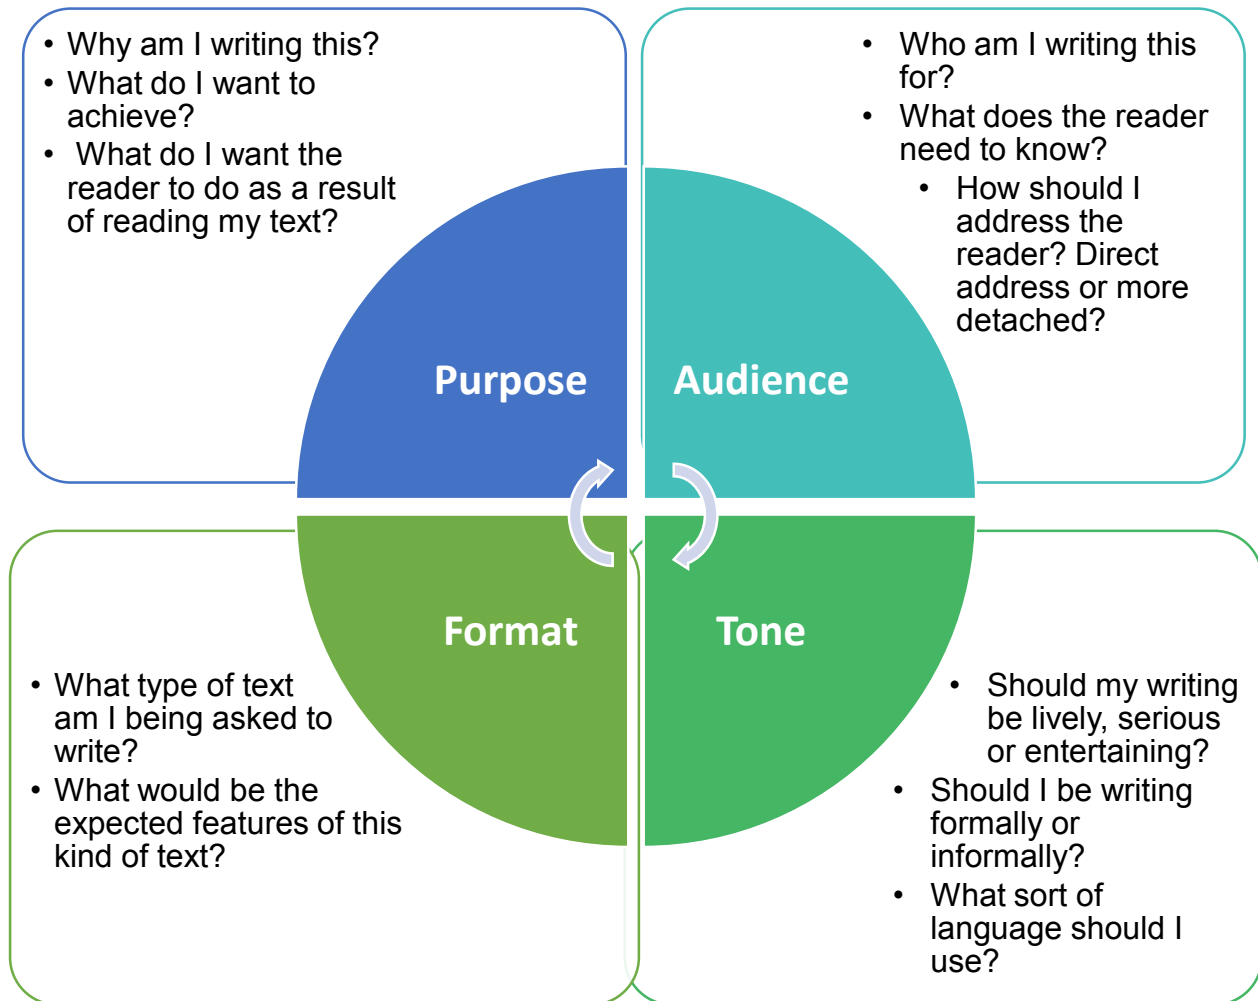 • Why am I writing this?
• What do I want to
achieve?
• What do I want the
reader to do as a result
of reading my text?
Purpose
• Who am I writing this
for?
• What does the reader
need to know?
• How should I
address the
reader? Direct
address or more
detached?
Audience
Format
• What type of text
am I being asked to
write?
• What would be the
expected features of this
kind of text?
Tone
• Should my writing
be lively, serious
or entertaining?
• Should I be writing
formally or
informally?
• What sort of
language should I
use?